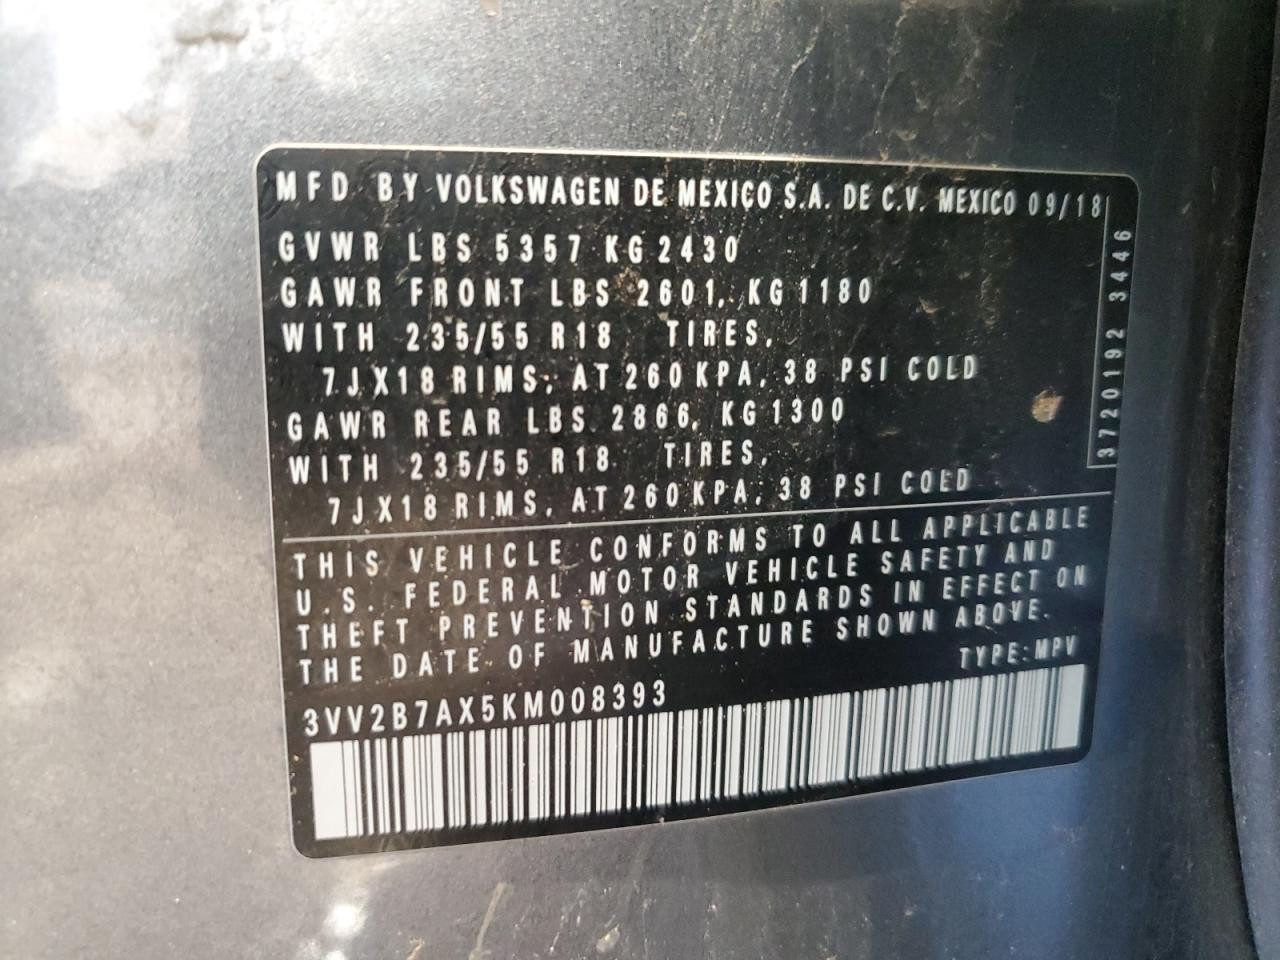 MFD BY VOLKSWAGEN DE MEXICO S.A. DE C.V. MEXICO 09/18
GVWR LBS 5357 KG 2430
GAWR FRONT LBS 2601, KG 1180
WITH 235/55 R18 TIRES,
7JX18 RIMS, AT 260 KPA, 38 PSI COLD
GAWR REAR LBS 2866, KG 1300
WITH 235/55 R18 TIRES,
7JX18 RIMS, AT 260 KPA, 38 PSI COLD
3720192 3446
THIS VEHICLE CONFORMS TO ALL APPLICABLE
U.S. FEDERAL MOTOR VEHICLE SAFETY AND
THEFT PREVENTION STANDARDS IN EFFECT ON
THE DATE OF MANUFACTURE SHOWN ABOVE.
TYPE: MPV
3VV2B7AX5KM008393